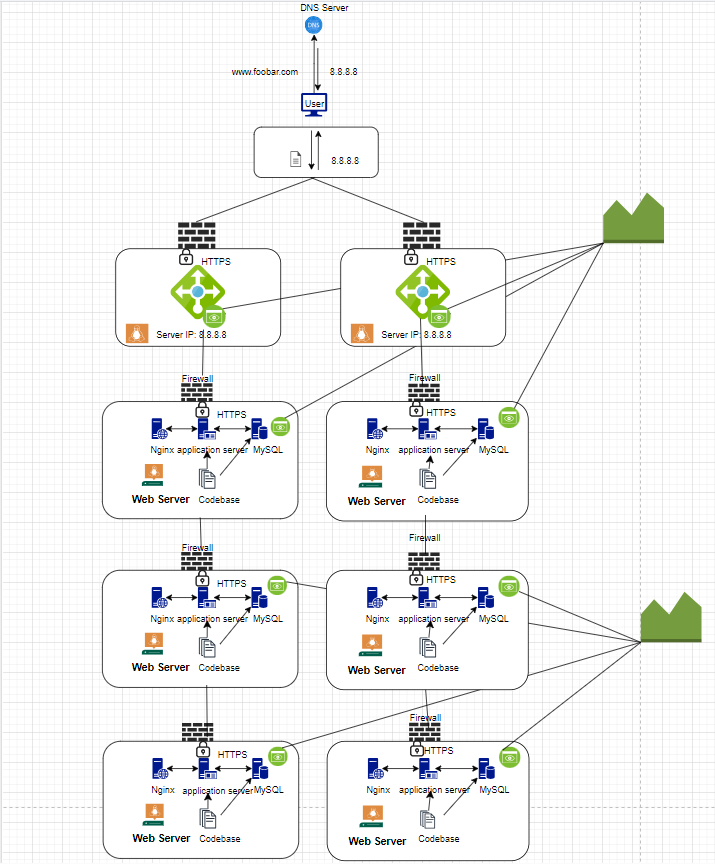 DNS Server
DNS
www.foobar.com 8.8.8.8
User
8.8.8.8
HTTPS HTTPS
Server IP: 8.8.8.8 Server IP: 8.8.8.8
Firewall Firewall
HTTPS HTTPS
Nginx application server MySQL Nginx application server MySQL
Web Server Codebase Web Server Codebase
Firewall Firewall
HTTPS HTTPS
Nginx application server MySQL Nginx application server MySQL
Web Server Codebase Web Server Codebase
Firewall
HTTPS HTTPS
Nginx application server MySQL Nginx application server MySQL
Web Server Codebase Web Server Codebase